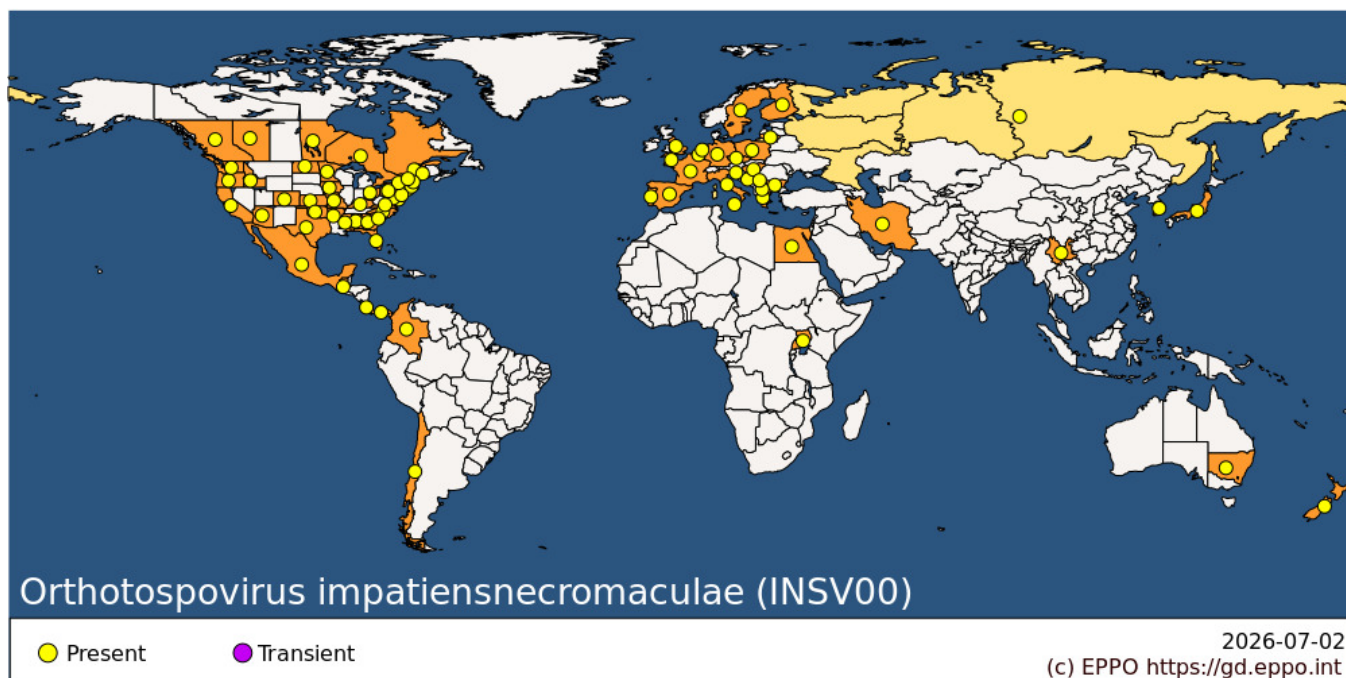 Orthotospovirus impatiensnecromaculae (INSV00)
Present
Transient
2026-07-02
(c) EPPO https://gd.eppo.int